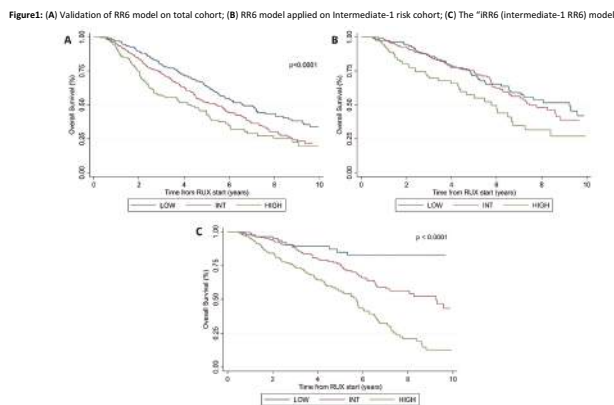 Figure1: (A) Validation of RR6 model on total cohort; (B) RR6 model applied on Intermediate-1 risk cohort; (C) The "iRR6 (intermediate-1 RR6) model
A
p<0.0001
Overall Survival (%)
1.00
0.75
0.50
0.25
0.00
0 2 4 6 8 10
Time from RUX start (years)
LOW INT HIGH
B
Overall Survival (%)
1.00
0.75
0.50
0.25
0.00
0 2 4 6 8 10
Time from RUX start (years)
LOW INT HIGH
C
p < 0.0001
Overall Survival (%)
1.00
0.75
0.50
0.25
0.00
0 2 4 6 8 10
Time from RUX start (years)
LOW INT HIGH